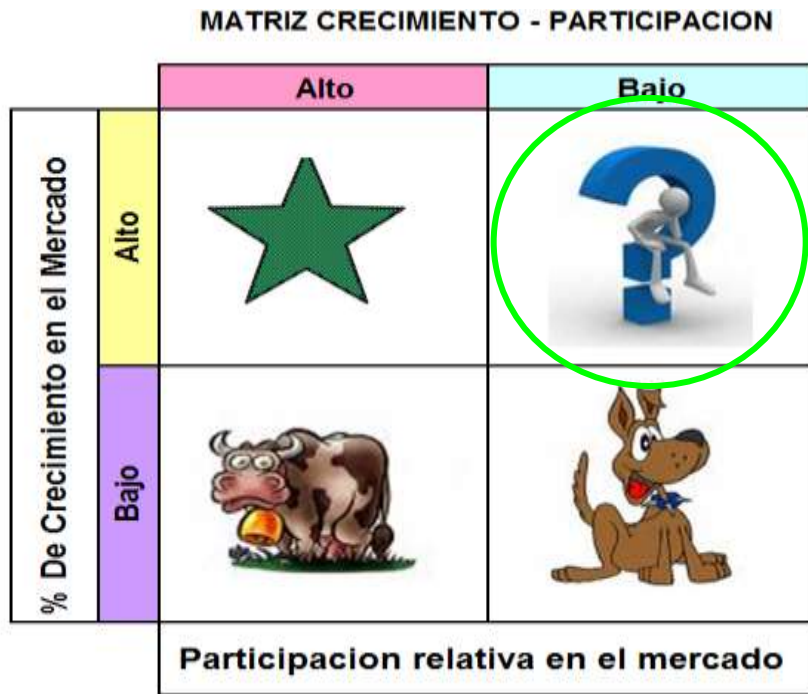 MATRIZ CRECIMIENTO - PARTICIPACION
Alto
Bajo
% De Crecimiento en el Mercado
Alto
Bajo
Participacion relativa en el mercado